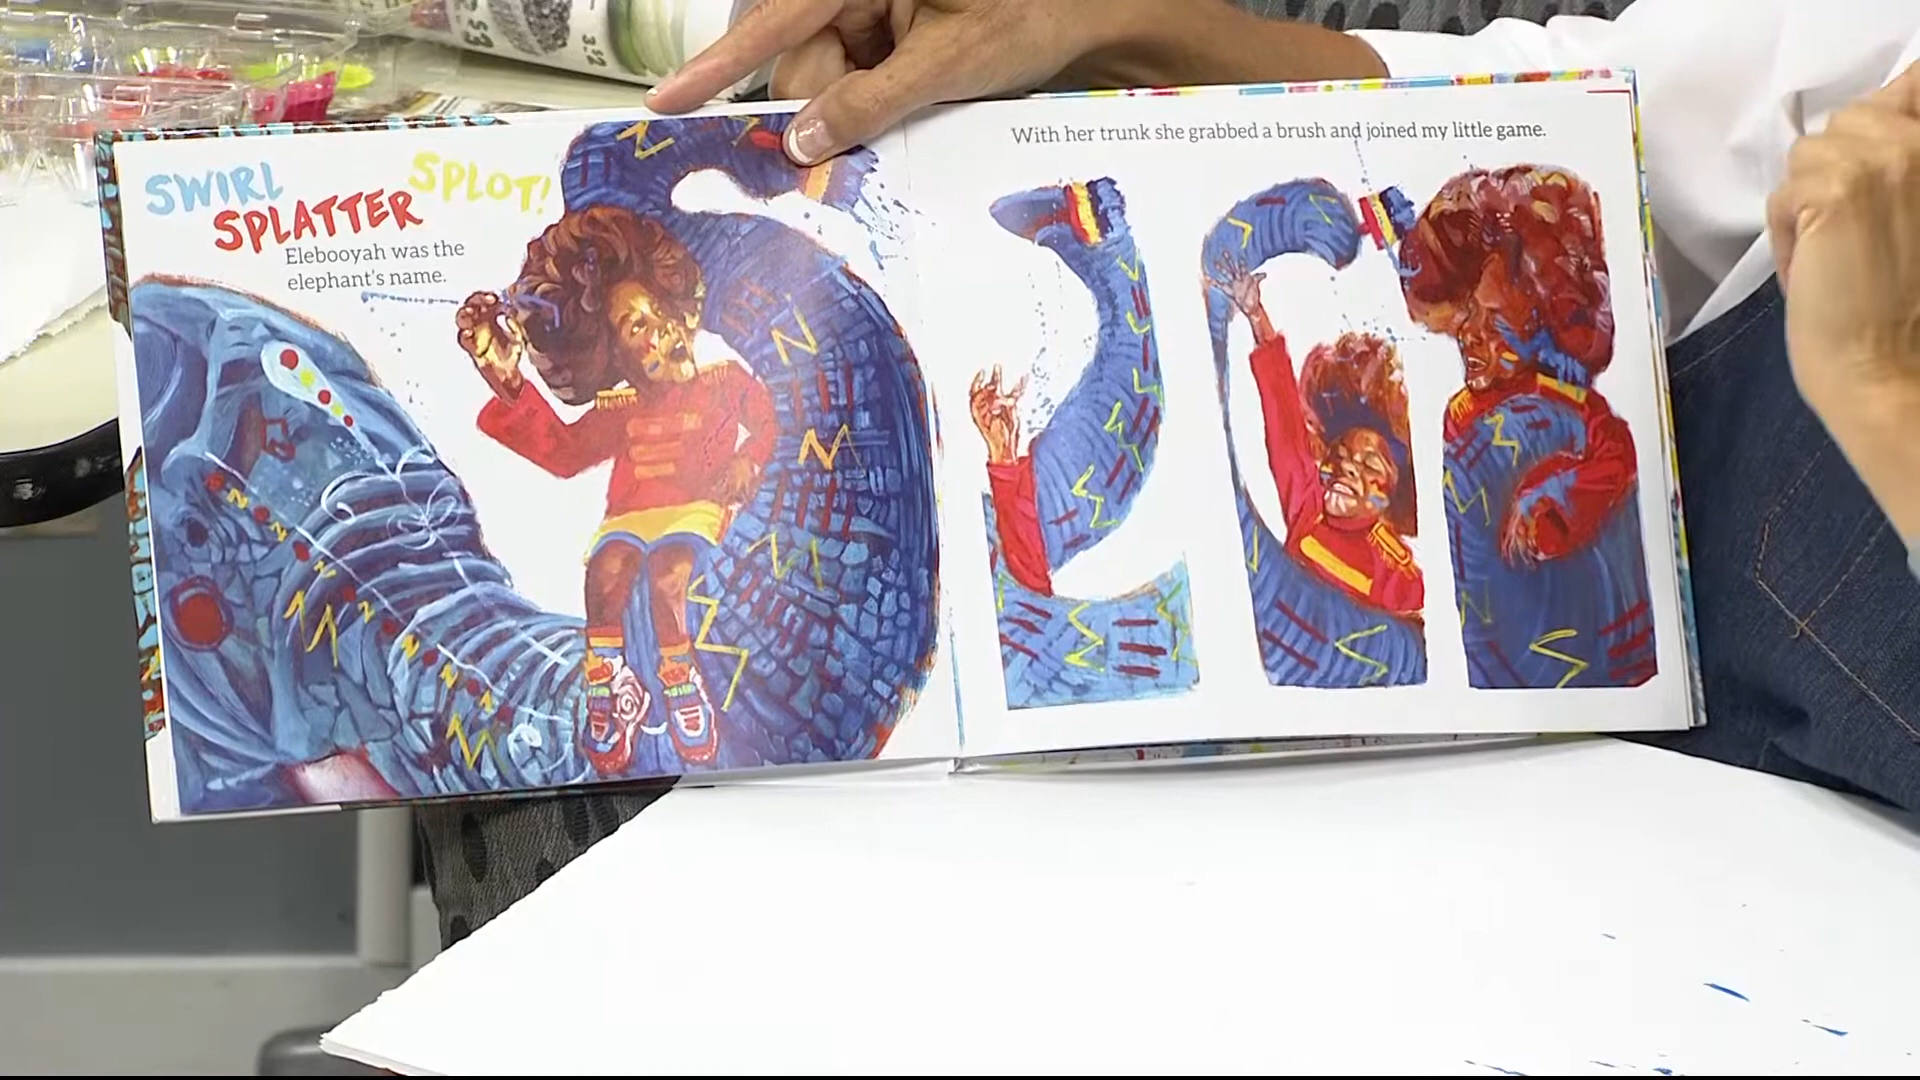 SWIRL
SPLATTER
SPLOT!
Elebooyah was the
elephant's name.
With her trunk she grabbed a brush and joined my little game.